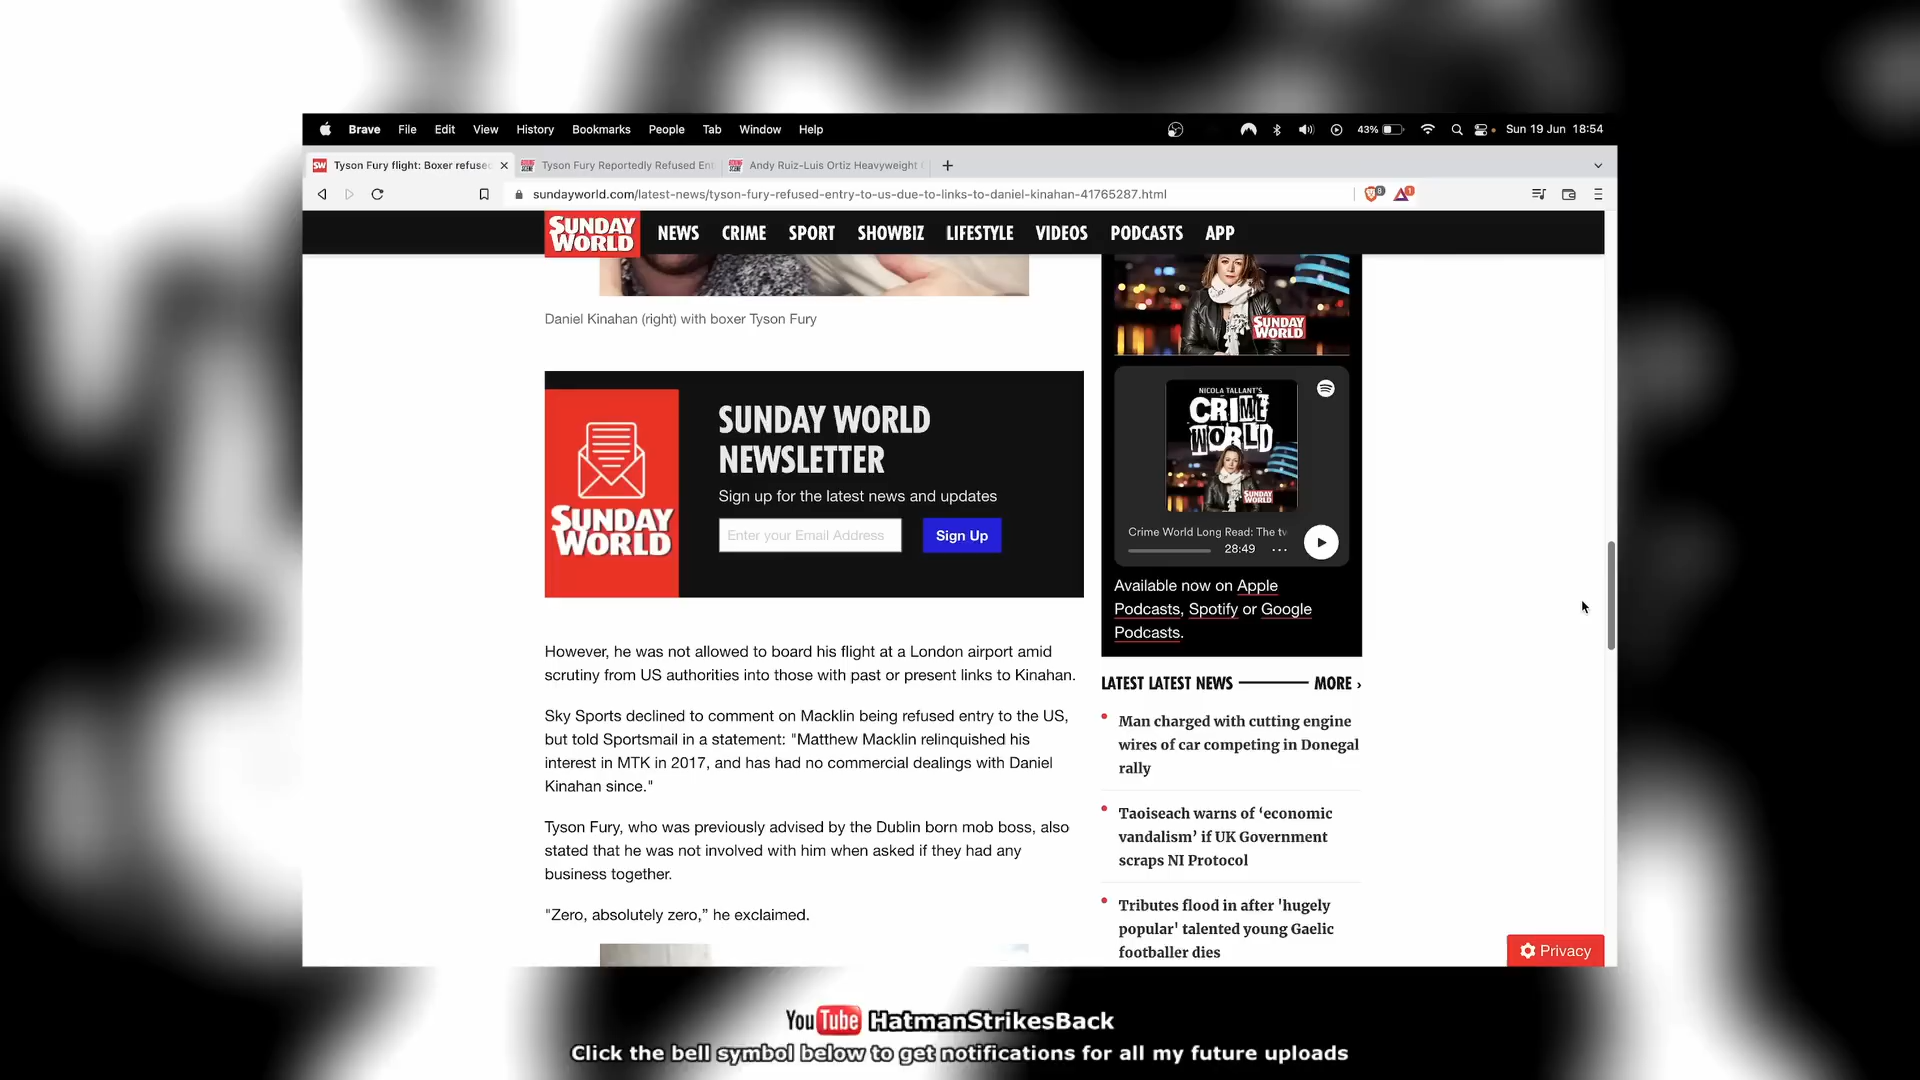 Brave File Edit View History Bookmarks People Tab Window Help 43% Sun 19 Jun 18:54
SW Tyson Fury flight: Boxer refused Tyson Fury Reportedly Refused Ent Andy Ruiz-Luis Ortiz Heavyweight
sundayworld.com/latest-news/tyson-fury-refused-entry-to-us-due-to-links-to-daniel-kinahan-41765287.html 8 1
SUNDAY WORLD NEWS CRIME SPORT SHOWBIZ LIFESTYLE VIDEOS PODCASTS APP
Daniel Kinahan (right) with boxer Tyson Fury
SUNDAY WORLD
NEWSLETTER
Sign up for the latest news and updates
Enter your Email Address Sign Up
SUNDAY
WORLD
However, he was not allowed to board his flight at a London airport amid
scrutiny from US authorities into those with past or present links to Kinahan.
Sky Sports declined to comment on Macklin being refused entry to the US,
but told Sportsmail in a statement: "Matthew Macklin relinquished his
interest in MTK in 2017, and has had no commercial dealings with Daniel
Kinahan since."
Tyson Fury, who was previously advised by the Dublin born mob boss, also
stated that he was not involved with him when asked if they had any
business together.
"Zero, absolutely zero,” he exclaimed.
SUNDAY
WORLD
NICOLA TALLANT'S
CRIME
WORLD
SUNDAY
WORLD
Crime World Long Read: The tv
28:49
Available now on Apple
Podcasts, Spotify or Google
Podcasts.
LATEST LATEST NEWS MORE ›
Man charged with cutting engine
wires of car competing in Donegal
rally
Taoiseach warns of ‘economic
vandalism’ if UK Government
scraps NI Protocol
Tributes flood in after 'hugely
popular' talented young Gaelic
footballer dies
Privacy
YouTube HatmanStrikesBack
Click the bell symbol below to get notifications for all my future uploads